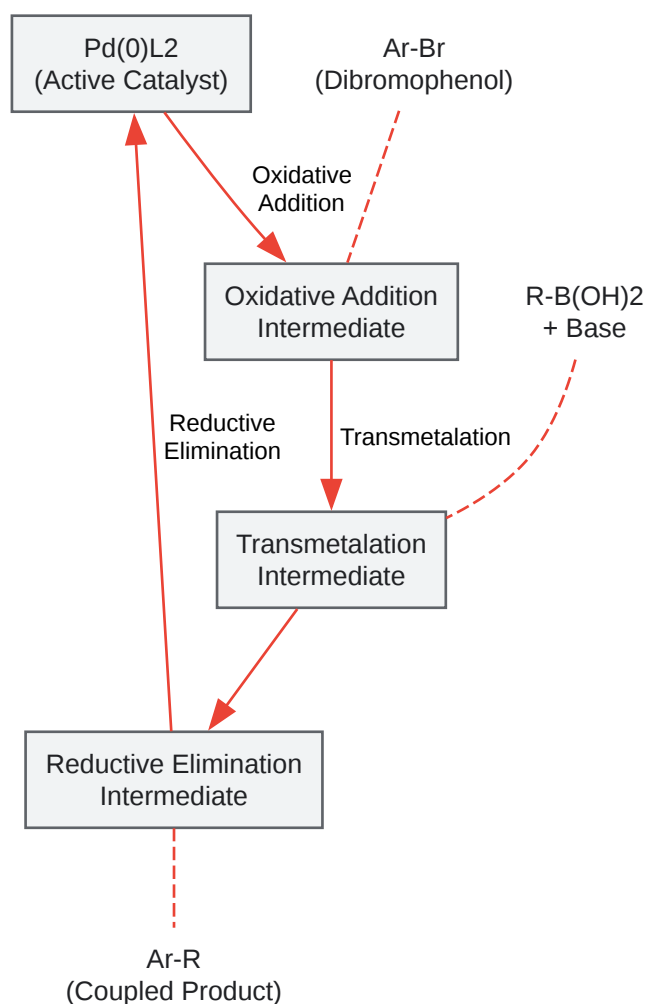 Pd(0)L2
(Active Catalyst)
Ar-Br
(Dibromophenol)
Oxidative
Addition
Oxidative Addition
Intermediate
R-B(OH)2
+ Base
Reductive
Elimination
Transmetalation
Transmetalation
Intermediate
Reductive Elimination
Intermediate
Ar-R
(Coupled Product)